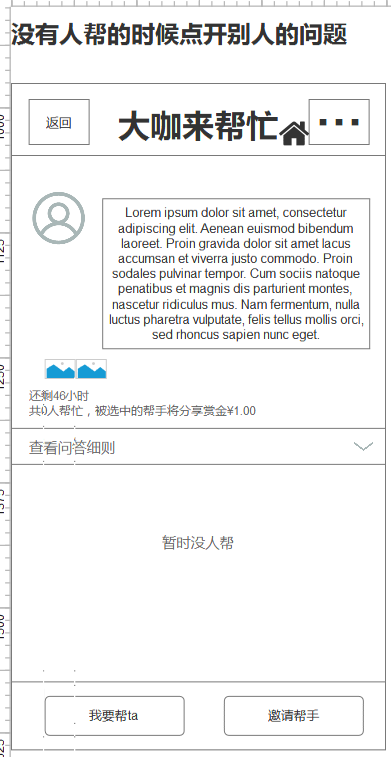 没有人帮的时候点开别人的问题
返回
大咖来帮忙
Lorem ipsum dolor sit amet, consectetur
adipiscing elit. Aenean euismod bibendum
laoreet. Proin gravida dolor sit amet lacus
accumsan et viverra justo commodo. Proin
sodales pulvinar tempor. Cum sociis natoque
penatibus et magnis dis parturient montes,
nascetur ridiculus mus. Nam fermentum, nulla
luctus pharetra vulputate, felis tellus mollis orci,
sed rhoncus sapien nunc eget.
还剩46小时
共0人帮忙，被选中的帮手将分享赏金¥1.00
查看问答细则
暂时没人帮
我要帮ta
邀请帮手